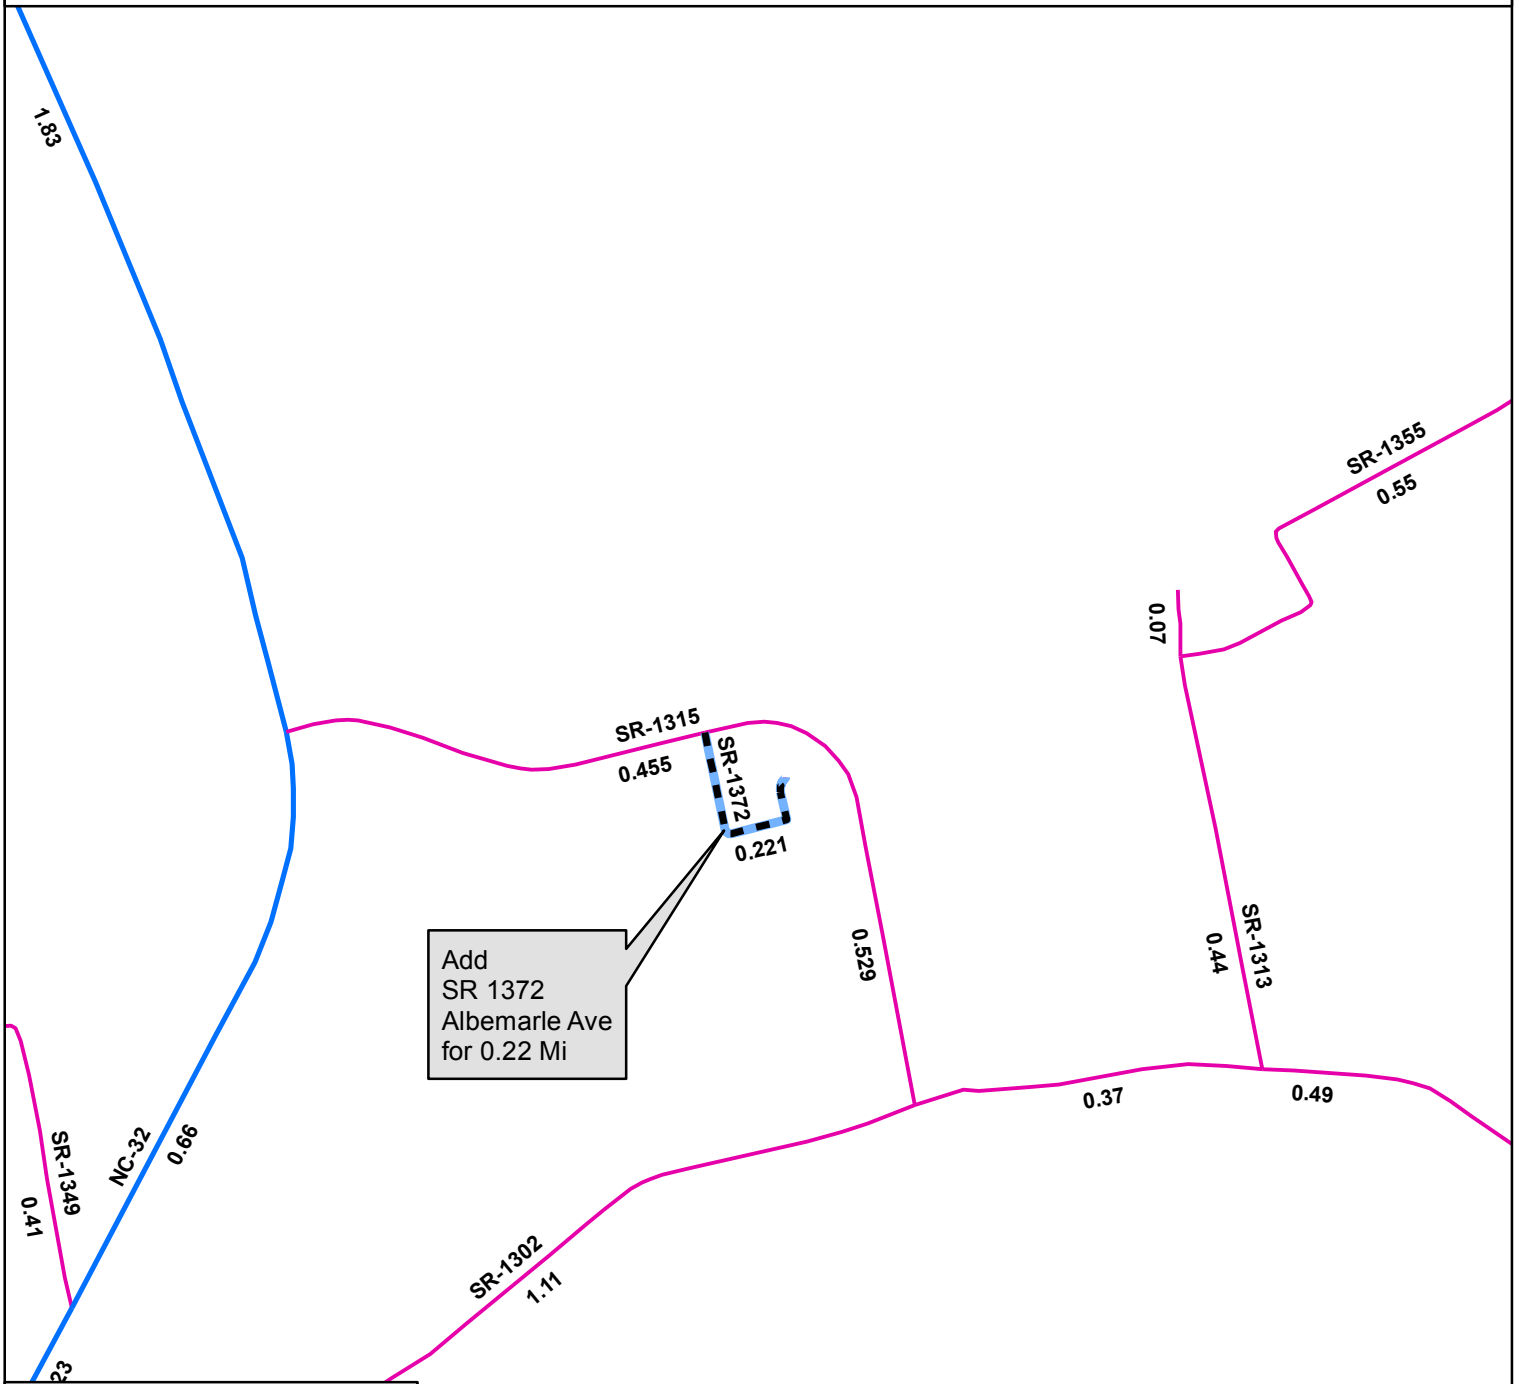 1.83
SR-1355
0.55
0.07
SR-1315
0.455
SR-1372
0.221
Add
SR 1372
Albemarle Ave
for 0.22 Mi
0.529
SR-1313
0.44
0.37
0.49
NC-32
0.66
SR-1349
0.41
SR-1302
1.11
23